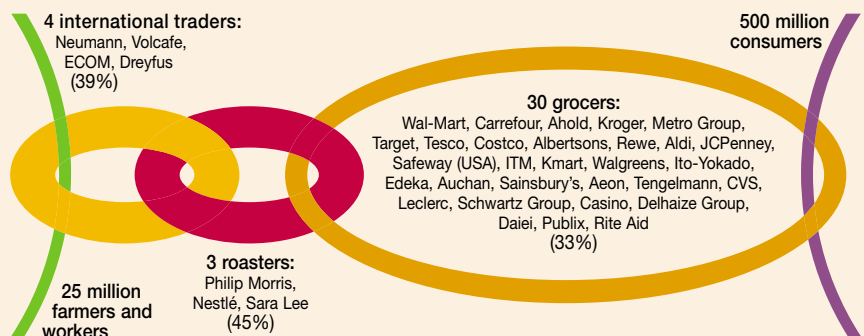 4 international traders:
Neumann, Volcafe,
ECOM, Dreyfus
(39%)
500 million
consumers
30 grocers:
Wal-Mart, Carrefour, Ahold, Kroger, Metro Group,
Target, Tesco, Costco, Albertsons, Rewe, Aldi, JCPenney,
Safeway (USA), ITM, Kmart, Walgreens, Ito-Yokado,
Edeka, Auchan, Sainsbury's, Aeon, Tengelmann, CVS,
Leclerc, Schwartz Group, Casino, Delhaize Group,
Daiei, Publix, Rite Aid
(33%)
3 roasters:
Philip Morris,
Nestlé, Sara Lee
(45%)
25 million
farmers and
workers